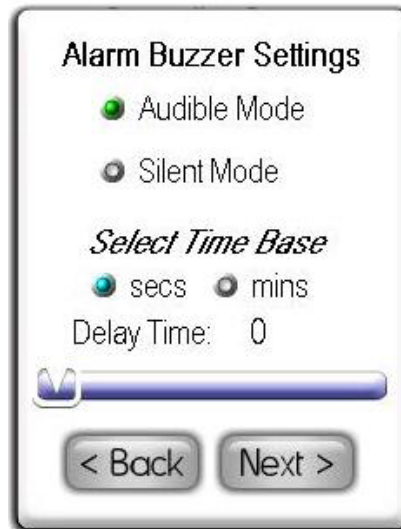 Alarm Buzzer Settings
Audible Mode
Silent Mode
Select Time Base
secs mins
Delay Time: 0
< Back Next >